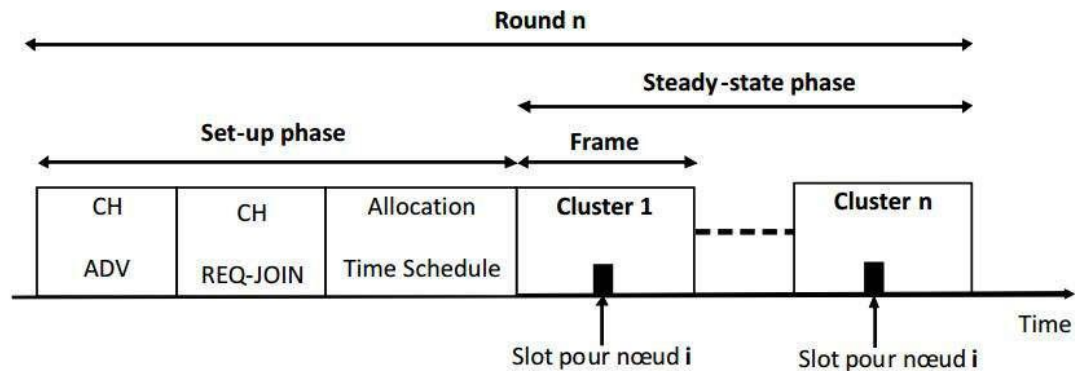 Round n
Steady-state phase
Set-up phase
Frame
CH
ADV
CH
REQ-JOIN
Allocation
Time Schedule
Cluster 1
Cluster n
Time
Slot pour nœud i
Slot pour nœud i